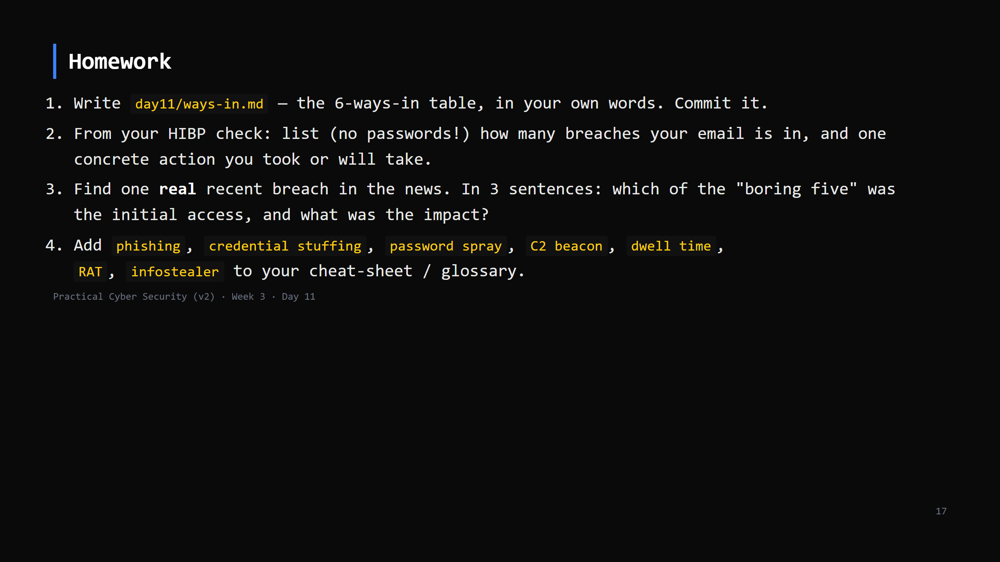 Homework
1. Write day11/ways-in.md — the 6-ways-in table, in your own words. Commit it.
2. From your HIBP check: list (no passwords!) how many breaches your email is in, and one
concrete action you took or will take.
3. Find one real recent breach in the news. In 3 sentences: which of the "boring five" was
the initial access, and what was the impact?
4. Add phishing, credential stuffing, password spray, C2 beacon, dwell time,
RAT, infostealer to your cheat-sheet / glossary.
Practical Cyber Security (v2) · Week 3 · Day 11
17